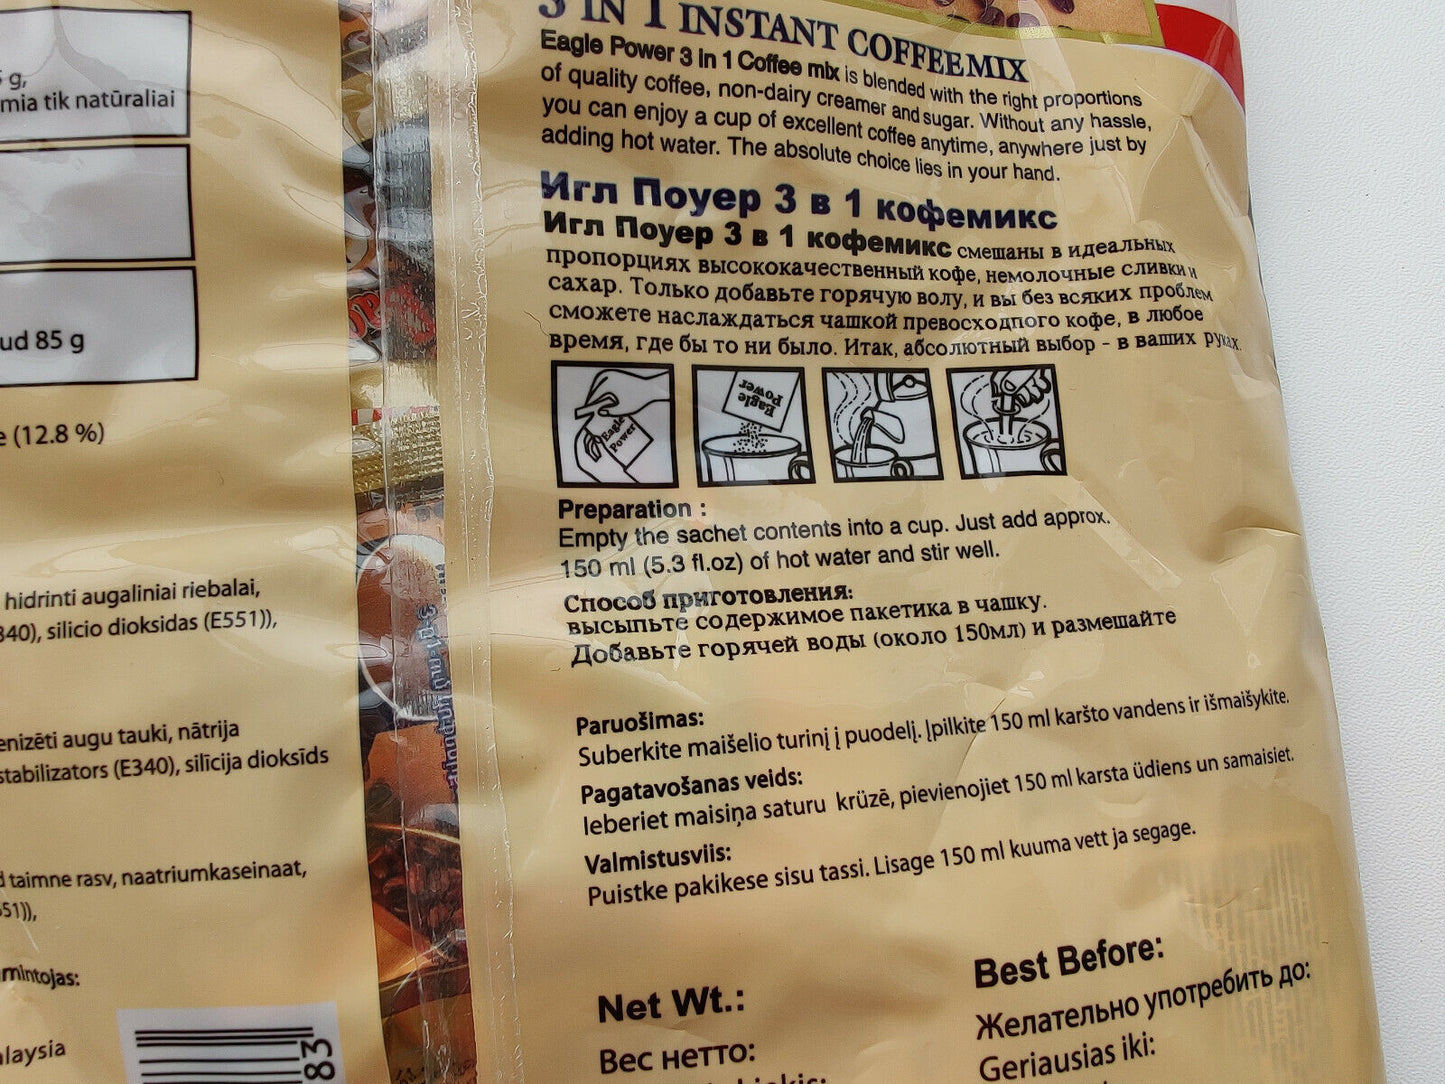 5 g,
mia tik natūraliai
ud 85 g
e (12.8 %)
hidrinti augaliniai riebalai,
340), silicio dioksidas (E551)),
enizēti augu tauki, nātrija
stabilizators (E340), silīcija dioksīds
d taimne rasv, naatriumkaseinaat,
551)),
mintojas:
alaysia
83
3 IN 1 INSTANT COFFEEMIX
Eagle Power 3 in 1 Coffee mix is blended with the right proportions
of quality coffee, non-dairy creamer and sugar. Without any hassle,
you can enjoy a cup of excellent coffee anytime, anywhere just by
adding hot water. The absolute choice lies in your hand.
Игл Поуер 3 в 1 кофемикс
Игл Поуер 3 в 1 кофемикс смешаны в идеальных
пропорциях высококачественный кофе, немолочные сливки и
сахар. Только добавьте горячую волу, и вы без всяких проблем
сможете наслаждаться чашкой превосходпого кофе, в любое
время, где бы то ни было. Итак, абсолютный выбор - в ваших руках.
Eagle
Power
Eagle
Power
Preparation :
Empty the sachet contents into a cup. Just add approx.
150 ml (5.3 fl.oz) of hot water and stir well.
Способ приготовления:
высыпьте содержимое пакетика в чашку.
Добавьте горячей воды (около 150мл) и размешайте
Paruošimas:
Suberkite maišelio turinį į puodelį. Įpilkite 150 ml karšto vandens ir išmaišykite.
Pagatavošanas veids:
Ieberiet maisiņa saturu krūzē, pievienojiet 150 ml karsta ūdiens un samaisiet.
Valmistusviis:
Puistke pakikese sisu tassi. Lisage 150 ml kuuma vett ja segage.
Net Wt.:
Вес нетто:
Best Before:
Желательно употребить до:
Geriausias iki: